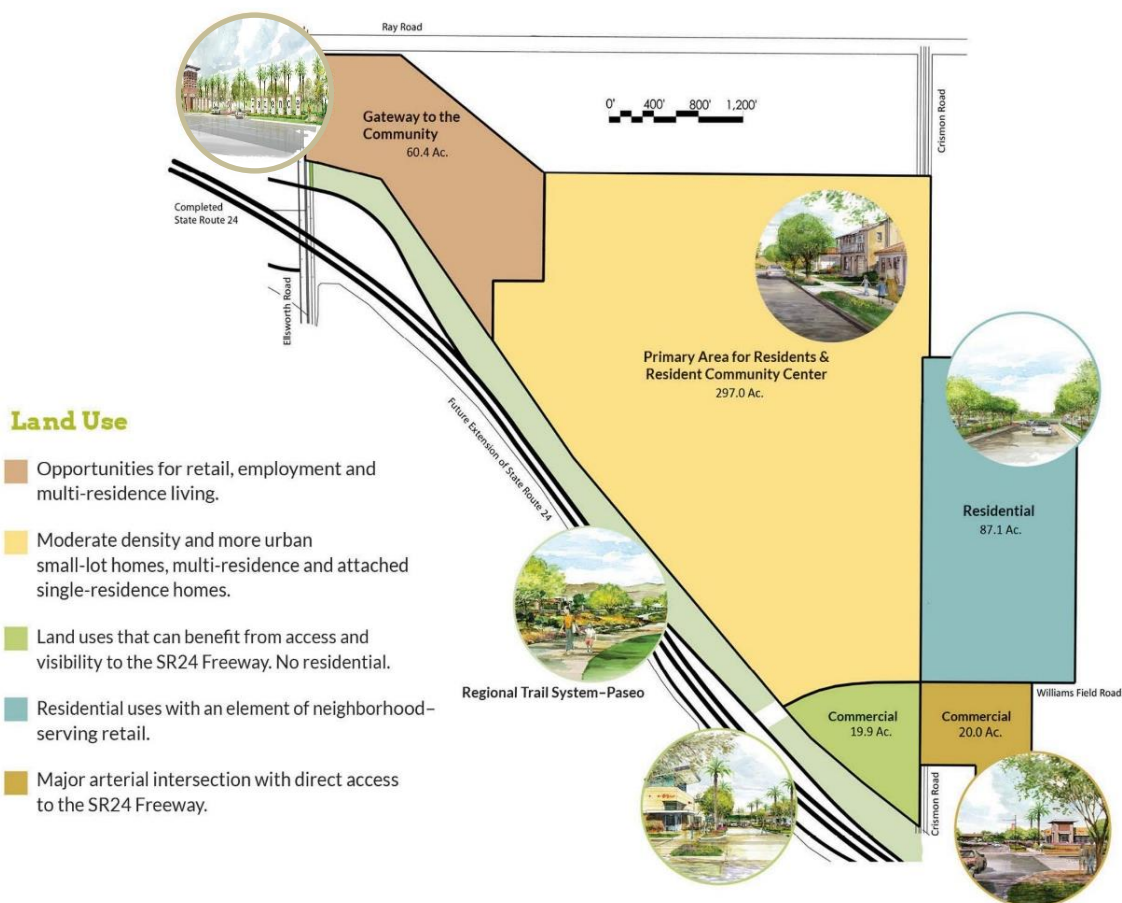 Ray Road
Gateway to the
Community
60.4 Ac.
0' 400' 800' 1,200'
Crismon Road
Completed
State Route 24
Ellsworth Road
Primary Area for Residents &
Resident Community Center
297.0 Ac.
Future Extension of State Route 24
Land Use
Opportunities for retail, employment and
multi-residence living.
Moderate density and more urban
small-lot homes, multi-residence and attached
single-residence homes.
Land uses that can benefit from access and
visibility to the SR24 Freeway. No residential.
Residential uses with an element of neighborhood–
serving retail.
Major arterial intersection with direct access
to the SR24 Freeway.
Residential
87.1 Ac.
Regional Trail System–Paseo
Williams Field Road
Commercial
19.9 Ac.
Commercial
20.0 Ac.
Crismon Road